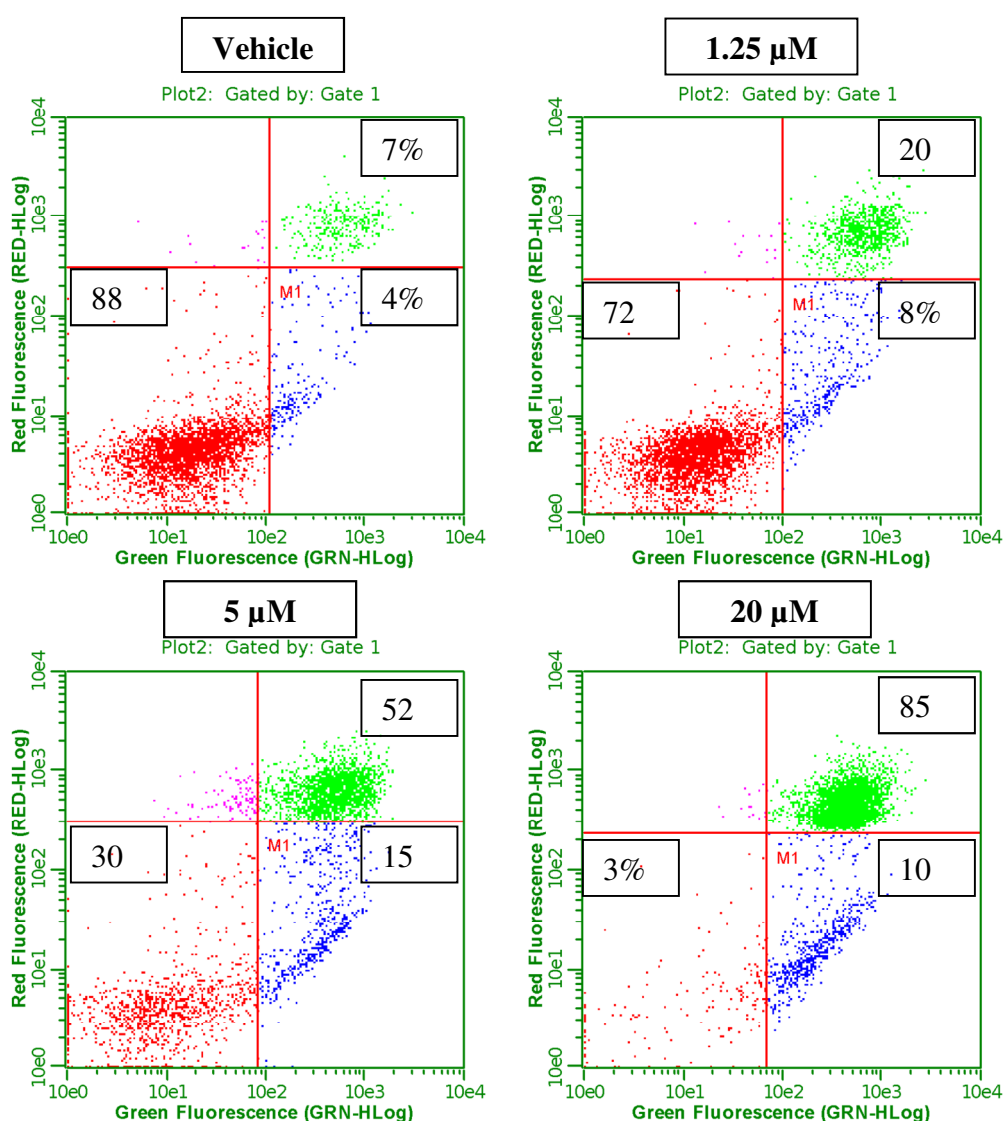 Vehicle
Plot2: Gated by: Gate 1
10e4
10e3
10e2
10e1
10e0
Red Fluorescence (RED-HLog)
7%
88
M1
4%
10e0 10e1 10e2 10e3 10e4
Green Fluorescence (GRN-HLog)
1.25 µM
Plot2: Gated by: Gate 1
10e4
10e3
10e2
10e1
10e0
Red Fluorescence (RED-HLog)
20
72
M1
8%
10e0 10e1 10e2 10e3 10e4
Green Fluorescence (GRN-HLog)
5 µM
Plot2: Gated by: Gate 1
10e4
10e3
10e2
10e1
10e0
Red Fluorescence (RED-HLog)
52
30
M1
15
10e0 10e1 10e2 10e3 10e4
Green Fluorescence (GRN-HLog)
20 µM
Plot2: Gated by: Gate 1
10e4
10e3
10e2
10e1
10e0
Red Fluorescence (RED-HLog)
85
3%
M1
10
10e0 10e1 10e2 10e3 10e4
Green Fluorescence (GRN-HLog)